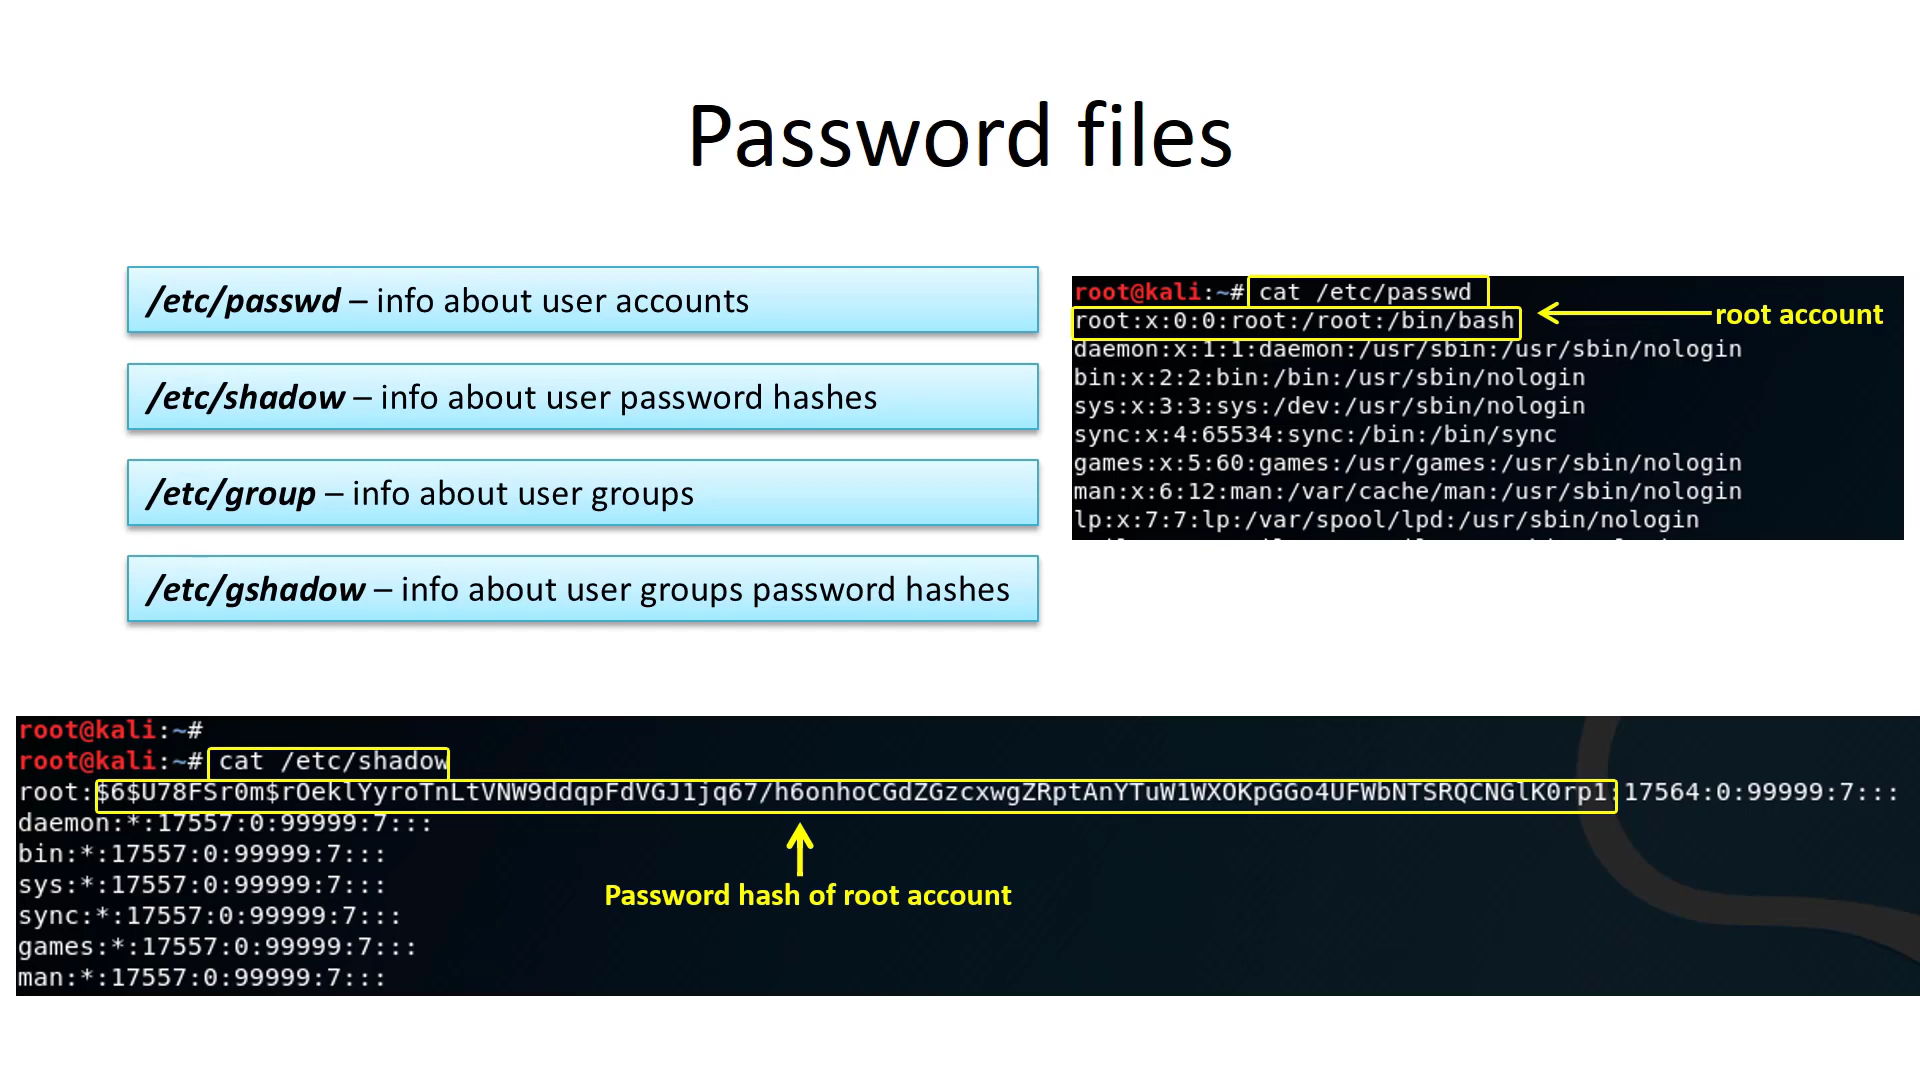 Password files
/etc/passwd – info about user accounts
/etc/shadow – info about user password hashes
/etc/group – info about user groups
/etc/gshadow – info about user groups password hashes
root@kali:~# cat /etc/passwd
root:x:0:0:root:/root:/bin/bash
root account
daemon:x:1:1:daemon:/usr/sbin:/usr/sbin/nologin
bin:x:2:2:bin:/bin:/usr/sbin/nologin
sys:x:3:3:sys:/dev:/usr/sbin/nologin
sync:x:4:65534:sync:/bin:/bin/sync
games:x:5:60:games:/usr/games:/usr/sbin/nologin
man:x:6:12:man:/var/cache/man:/usr/sbin/nologin
lp:x:7:7:lp:/var/spool/lpd:/usr/sbin/nologin
root@kali:~#
root@kali:~# cat /etc/shadow
root:$6$U78FSr0m$rOeklYyroTnLtVNW9ddqpFdVGJ1jq67/h6onhoCGdZGzcxwgZRptAnYTuW1WXOKpGGo4UFWbNTSRQCNGlK0rp1:17564:0:99999:7:::
daemon:*:17557:0:99999:7:::
bin:*:17557:0:99999:7:::
sys:*:17557:0:99999:7:::
sync:*:17557:0:99999:7:::
games:*:17557:0:99999:7:::
man:*:17557:0:99999:7:::
Password hash of root account